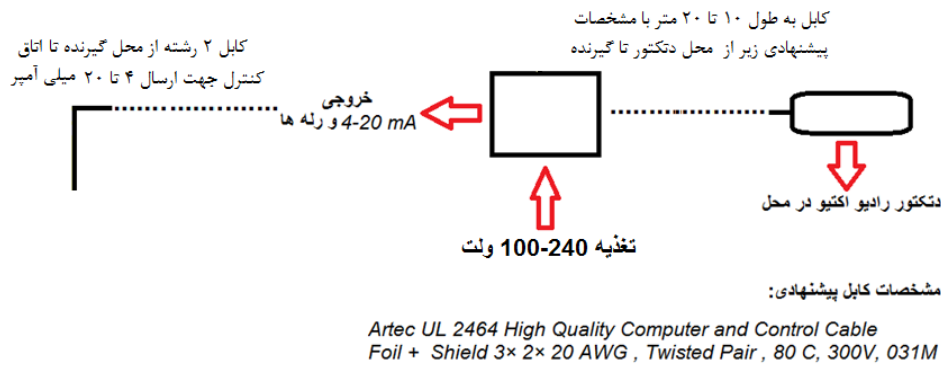 کابل به طول ۱۰ تا ۲۰ متر با مشخصات
پیشنهادی زیر از محل دتکتور تا گیرنده
کابل ۲ رشته از محل گیرنده تا اتاق
کنترل جهت ارسال ۴ تا ۲۰ میلی آمپر
خروجی
4-20 mA و رله ها
دتکتور رادیو اکتیو در محل
تغذیه 240-100 ولت
مشخصات کابل پیشنهادی:
Artec UL 2464 High Quality Computer and Control Cable
Foil + Shield 3× 2× 20 AWG , Twisted Pair , 80 C, 300V, 031M